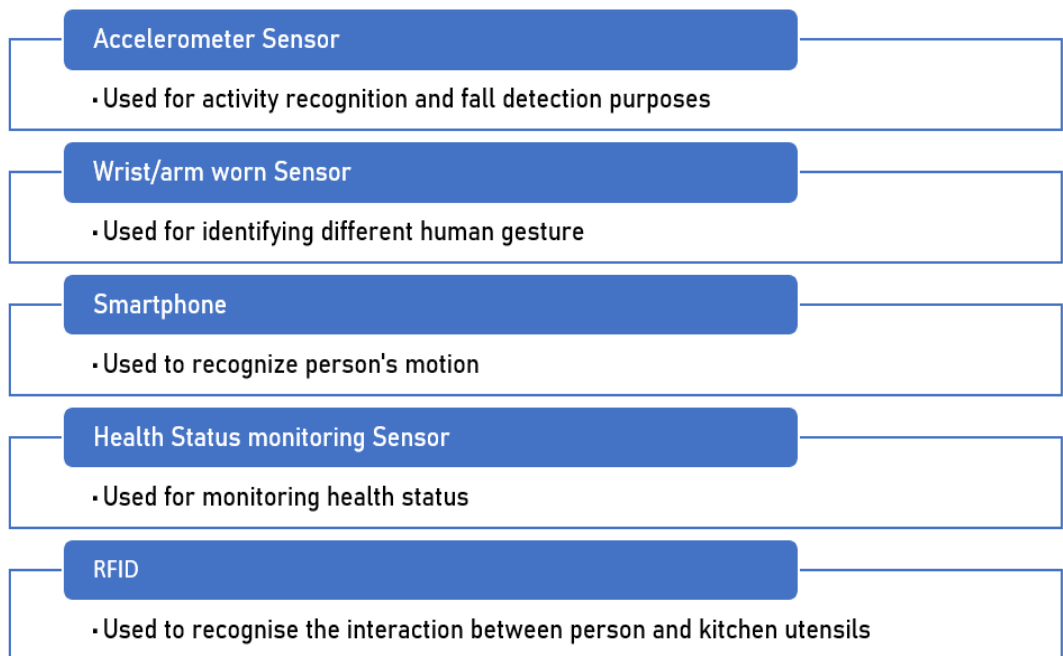 Accelerometer Sensor
▪ Used for activity recognition and fall detection purposes
Wrist/arm worn Sensor
▪ Used for identifying different human gesture
Smartphone
▪ Used to recognize person's motion
Health Status monitoring Sensor
▪ Used for monitoring health status
RFID
▪ Used to recognise the interaction between person and kitchen utensils